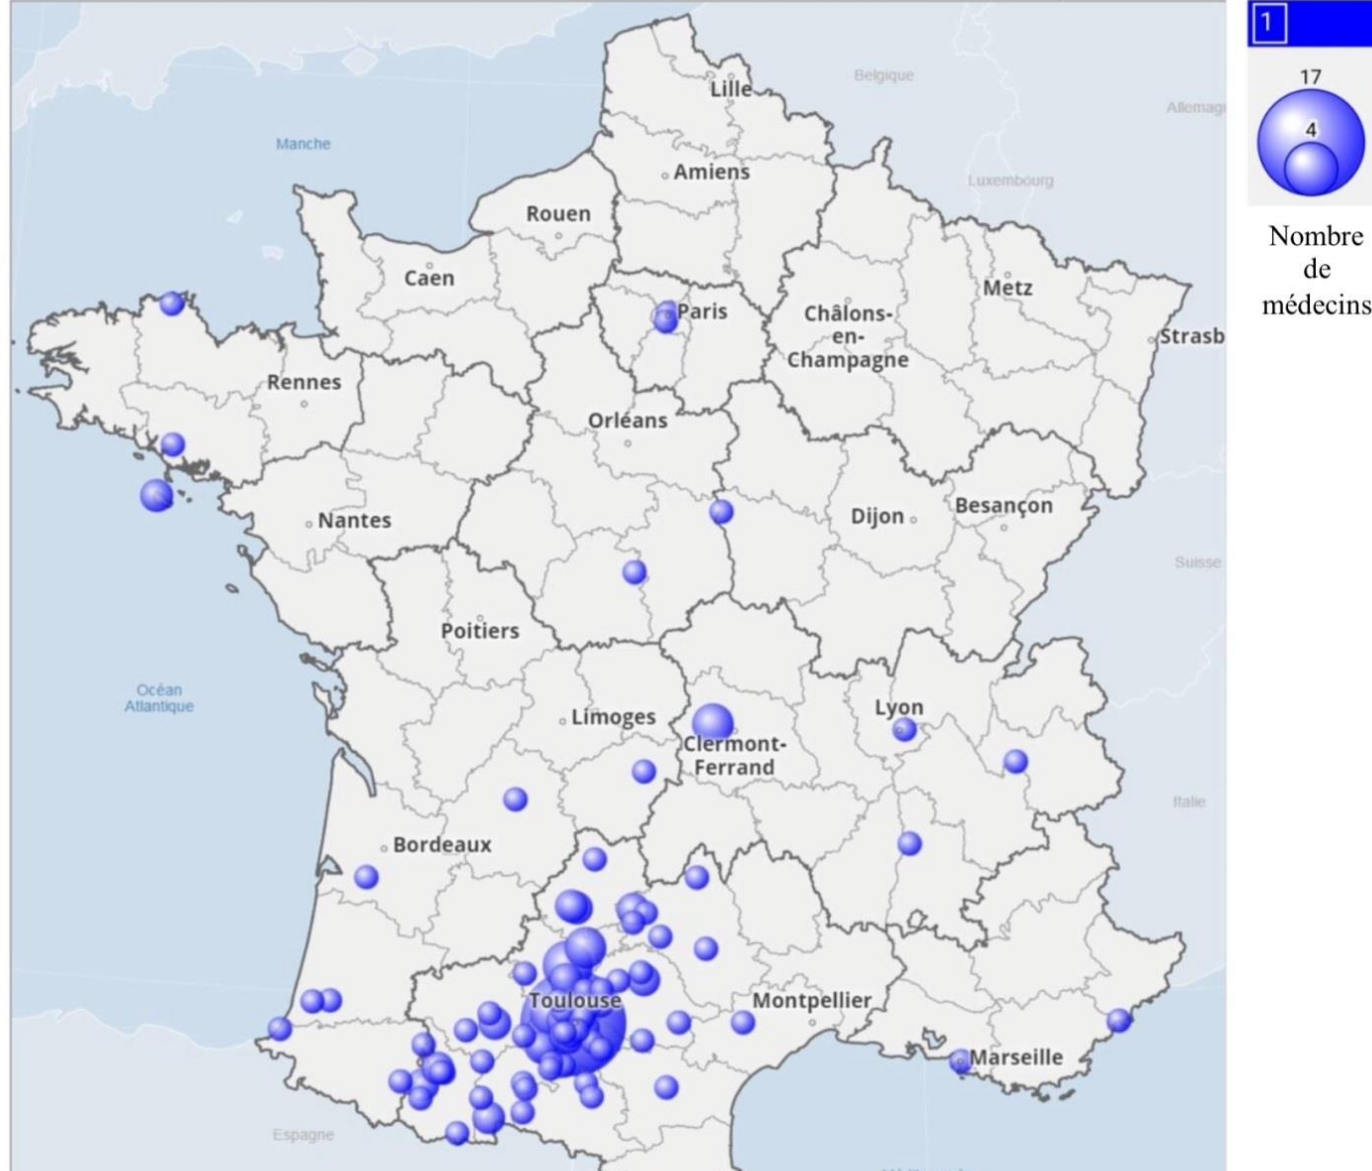 1
17
4
Nombre
de
médecins
Belgique
Lille
Allemag
Manche
Amiens
Luxembourg
Rouen
Caen
Metz
Paris
Châlons-
en-
Champagne
Strasb
Rennes
Orléans
Besançon
Nantes
Dijon
Suisse
Poitiers
Océan
Atlantique
Limoges
Lyon
Clermont-
Ferrand
Italie
Bordeaux
Toulouse
Montpellier
Marseille
Espagne